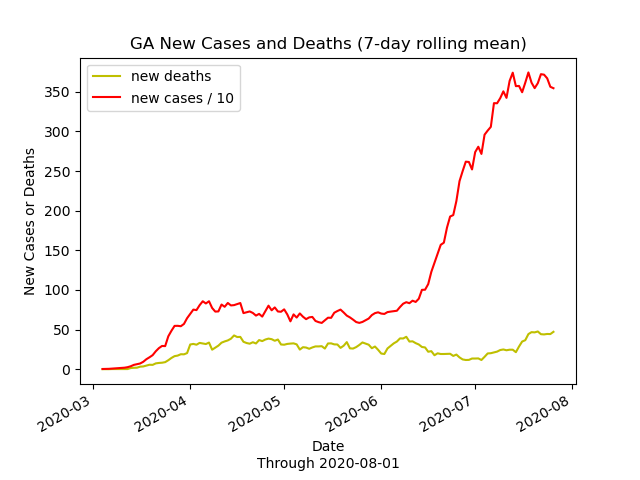 GA New Cases and Deaths (7-day rolling mean)
new deaths
new cases / 10
New Cases or Deaths
350
300
250
200
150
100
50
0
2020-03
2020-04
2020-05
2020-06
2020-07
2020-08
Date
Through 2020-08-01